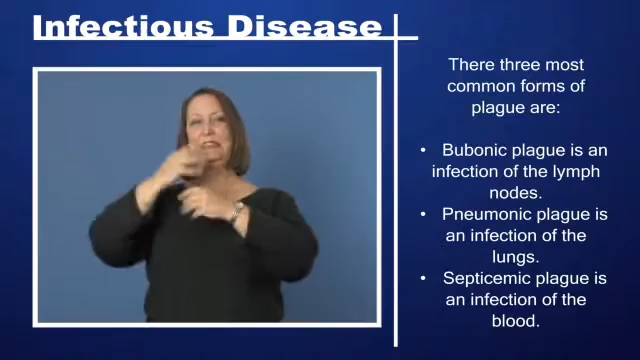 Infectious Disease
There three most
common forms of
plague are:
• Bubonic plague is an
infection of the lymph
nodes.
• Pneumonic plague is
an infection of the
lungs.
• Septicemic plague is
an infection of the
blood.